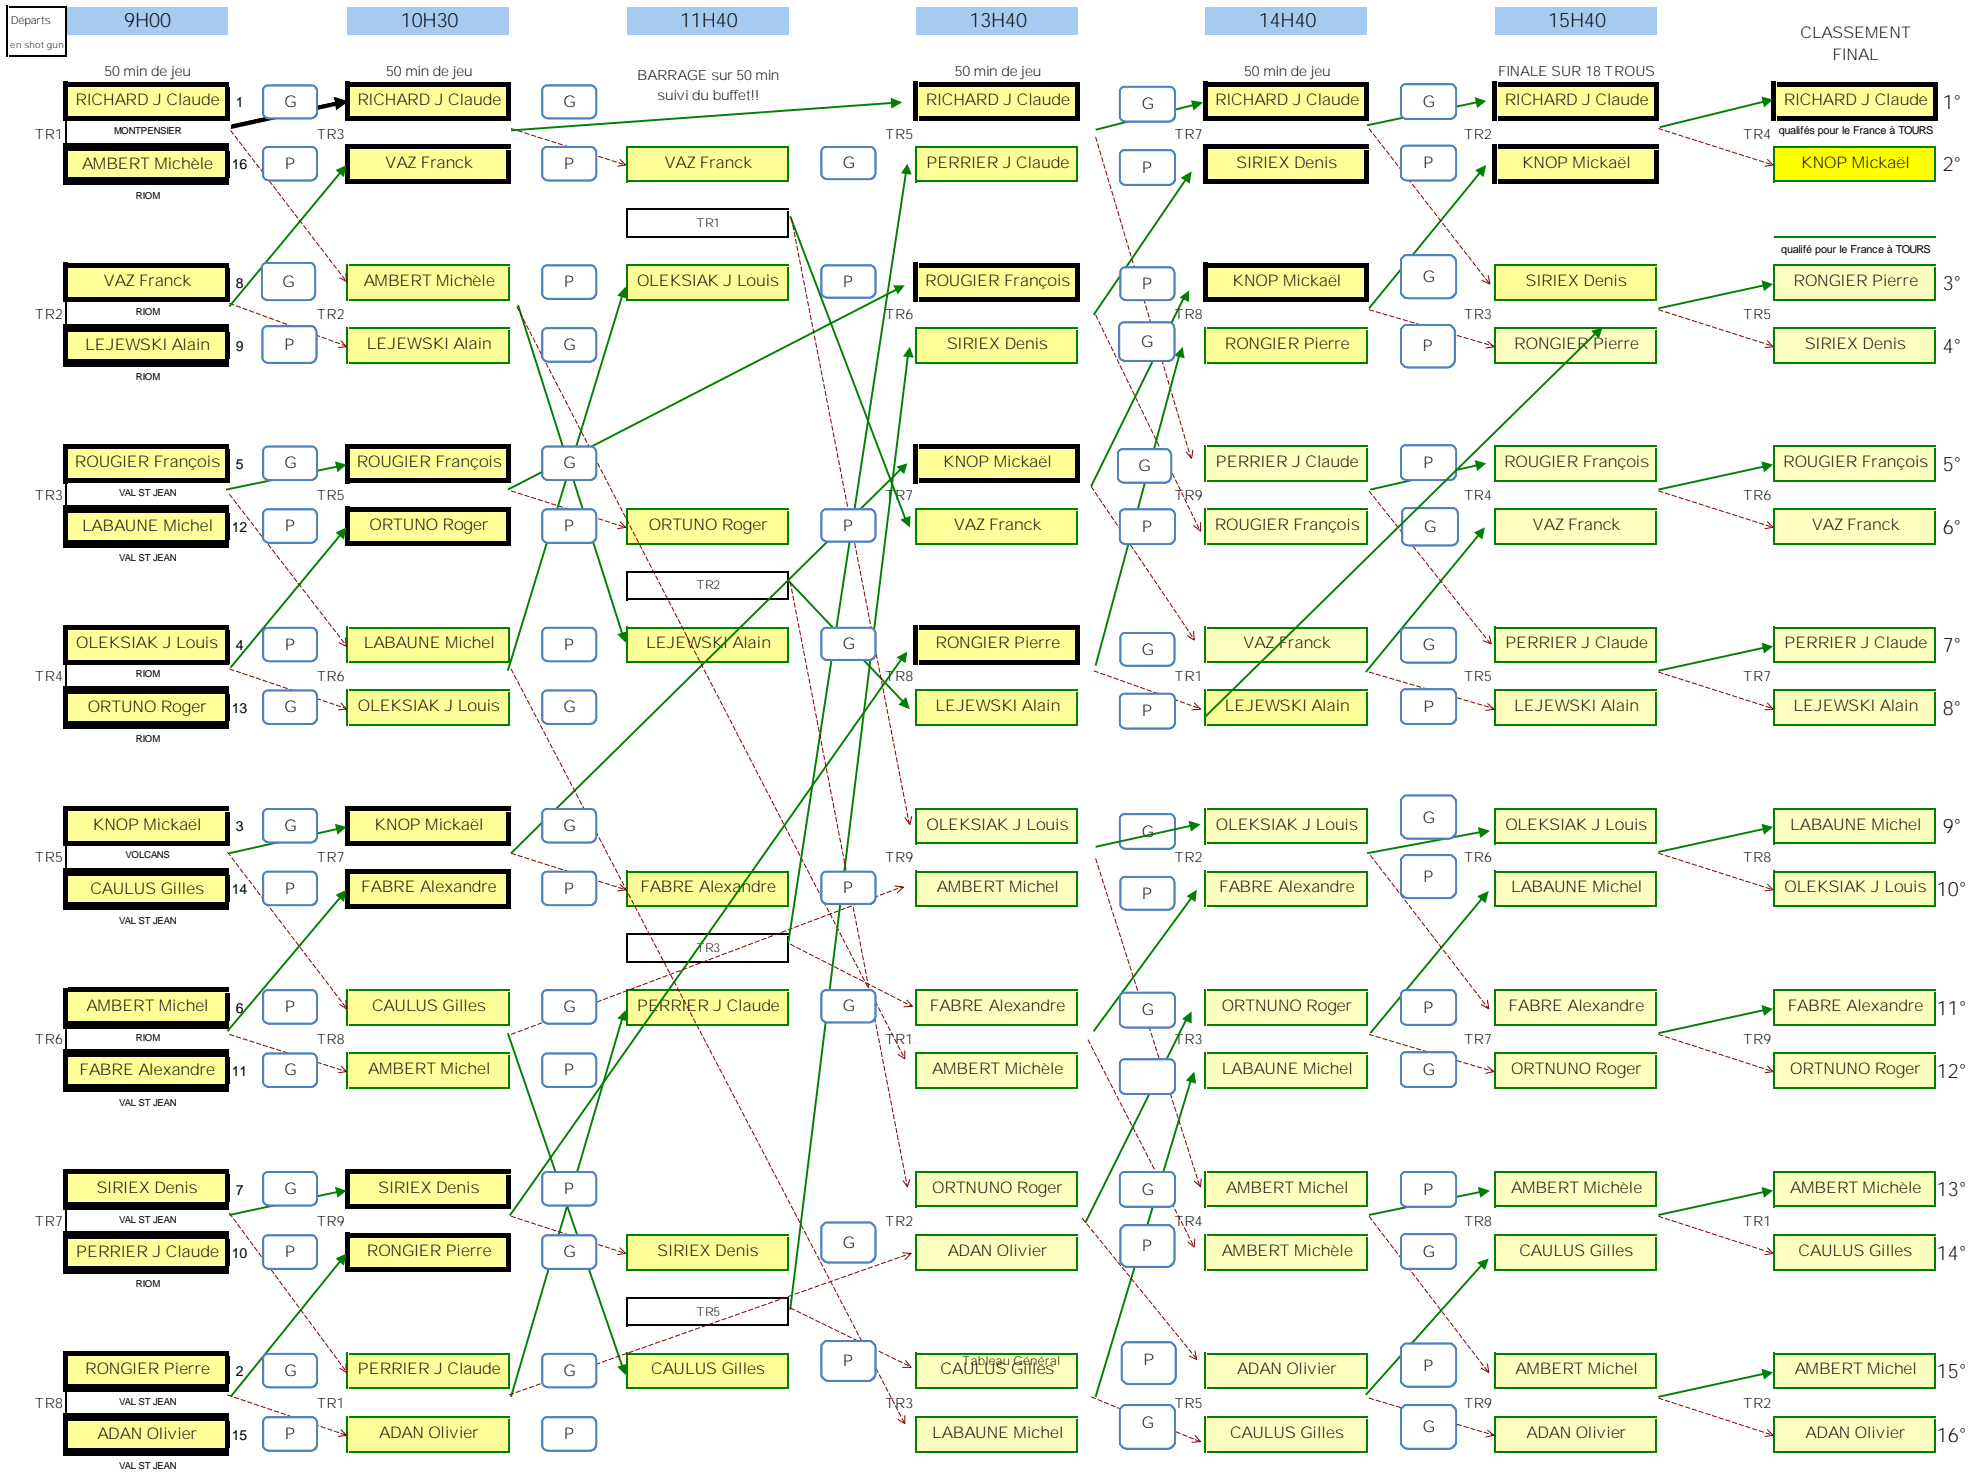 Départs
en shot gun
9H00
10H30
11H40
13H40
14H40
15H40
CLASSEMENT
FINAL
50 min de jeu
50 min de jeu
BARRAGE sur 50 min
suivi du buffet!!
50 min de jeu
50 min de jeu
FINALE SUR 18 TROUS
RICHARD J Claude 1 G RICHARD J Claude G RICHARD J Claude G RICHARD J Claude G RICHARD J Claude RICHARD J Claude 1°
TR1 MONTPENSIER TR3 TR5 TR7 TR2 TR4 qualifés pour le France à TOURS
AMBERT Michèle 16 P VAZ Franck P VAZ Franck G PERRIER J Claude P SIRIEX Denis P KNOP Mickaël KNOP Mickaël 2°
RIOM
TR1
qualifé pour le France à TOURS
VAZ Franck 8 G AMBERT Michèle P OLEKSIAK J Louis P ROUGIER François P KNOP Mickaël G SIRIEX Denis RONGIER Pierre 3°
TR2 RIOM TR2 TR6 TR8 TR3 TR5
LEJEWSKI Alain 9 P LEJEWSKI Alain G SIRIEX Denis G RONGIER Pierre P RONGIER Pierre SIRIEX Denis 4°
RIOM
ROUGIER François 5 G ROUGIER François G KNOP Mickaël G PERRIER J Claude P ROUGIER François ROUGIER François 5°
TR3 VAL ST JEAN TR5 TR7 TR9 TR4 TR6
LABAUNE Michel 12 P ORTUNO Roger P ORTUNO Roger P VAZ Franck P ROUGIER François G VAZ Franck VAZ Franck 6°
VAL ST JEAN
TR2
OLEKSIAK J Louis 4 P LABAUNE Michel P LEJEWSKI Alain G RONGIER Pierre G VAZ Franck G PERRIER J Claude PERRIER J Claude 7°
TR4 RIOM TR6 TR8 TR1 TR5 TR7
ORTUNO Roger 13 G OLEKSIAK J Louis G LEJEWSKI Alain P LEJEWSKI Alain P LEJEWSKI Alain LEJEWSKI Alain 8°
RIOM
KNOP Mickaël 3 G KNOP Mickaël G OLEKSIAK J Louis G OLEKSIAK J Louis G OLEKSIAK J Louis LABAUNE Michel 9°
TR5 VOLCANS TR7 TR9 TR2 TR6 TR8
CAULUS Gilles 14 P FABRE Alexandre P FABRE Alexandre P AMBERT Michel P FABRE Alexandre P LABAUNE Michel OLEKSIAK J Louis 10°
VAL ST JEAN
TR3
AMBERT Michel 6 P CAULUS Gilles G PERRIER J Claude G FABRE Alexandre G ORTNUNO Roger P FABRE Alexandre FABRE Alexandre 11°
TR6 RIOM TR8 TR1 TR3 TR7 TR9
FABRE Alexandre 11 G AMBERT Michel P AMBERT Michèle LABAUNE Michel G ORTNUNO Roger ORTNUNO Roger 12°
VAL ST JEAN
SIRIEX Denis 7 G SIRIEX Denis P ORTNUNO Roger G AMBERT Michel P AMBERT Michèle AMBERT Michèle 13°
TR7 VAL ST JEAN TR9 TR2 TR4 TR8 TR1
PERRIER J Claude 10 P RONGIER Pierre G SIRIEX Denis G ADAN Olivier P AMBERT Michèle G CAULUS Gilles CAULUS Gilles 14°
RIOM
TR5
RONGIER Pierre 2 G PERRIER J Claude G CAULUS Gilles P CAULUS Gilles P ADAN Olivier P AMBERT Michel AMBERT Michel 15°
Tableau Général
TR8 VAL ST JEAN TR1 TR3 TR5 TR9 TR2
ADAN Olivier 15 P ADAN Olivier P LABAUNE Michel G CAULUS Gilles G ADAN Olivier ADAN Olivier 16°
VAL ST JEAN